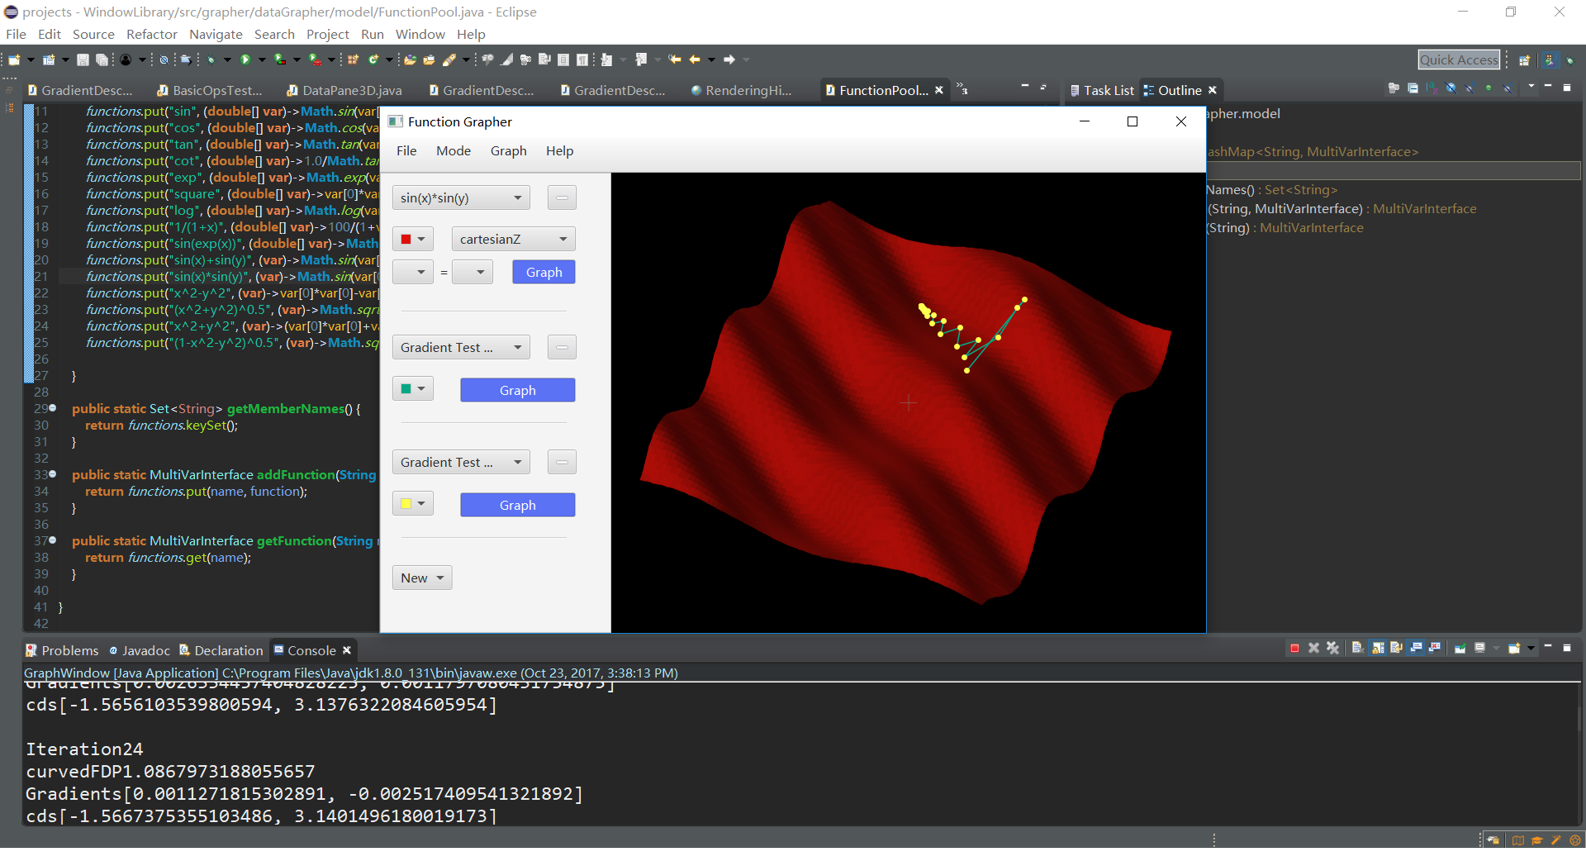 projects - WindowLibrary/src/grapher/dataGrapher/model/FunctionPool.java - Eclipse
File Edit Source Refactor Navigate Search Project Run Window Help
Quick Access
GradientDesc... BasicOpsTest... DataPane3D.java GradientDesc... GradientDesc... RenderingHi... FunctionPool... »3 Task List Outline
11 functions.put("sin", (double[] var)->Math.sin(var[
12 functions.put("cos", (double[] var)->Math.cos(va
13 functions.put("tan", (double[] var)->Math.tan(va
14 functions.put("cot", (double[] var)->1.0/Math.ta
15 functions.put("exp", (double[] var)->Math.exp(va
16 functions.put("square", (double[] var)->var[0]*va
17 functions.put("log", (double[] var)->Math.log(va
18 functions.put("1/(1+x)", (double[] var)->100/(1+v
19 functions.put("sin(exp(x))", (double[] var)->Math
20 functions.put("sin(x)+sin(y)", (var)->Math.sin(va
21 functions.put("sin(x)*sin(y)", (var)->Math.sin(var[
22 functions.put("x^2-y^2", (var)->var[0]*var[0]-var
23 functions.put("(x^2+y^2)^0.5", (var)->Math.sqr
24 functions.put("x^2+y^2", (var)->(var[0]*var[0]+va
25 functions.put("(1-x^2-y^2)^0.5", (var)->Math.sq
26
27 }
28
29 public static Set<String> getMemberNames() {
30 return functions.keySet();
31 }
32
33 public static MultiVarInterface addFunction(String
34 return functions.put(name, function);
35 }
36
37 public static MultiVarInterface getFunction(String
38 return functions.get(name);
39 }
40
41 }
42
Function Grapher
File Mode Graph Help
sin(x)*sin(y)
cartesianZ
= Graph
Gradient Test ...
Graph
Gradient Test ...
Graph
New
apher.model
ashMap<String, MultiVarInterface>
Names() : Set<String>
(String, MultiVarInterface) : MultiVarInterface
(String) : MultiVarInterface
Problems Javadoc Declaration Console
GraphWindow [Java Application] C:\Program Files\Java\jdk1.8.0_131\bin\javaw.exe (Oct 23, 2017, 3:38:13 PM)
cds[-1.5656103539800594, 3.1376322084605954]
Iteration24
curvedFDP1.0867973188055657
Gradients[0.0011271815302891, -0.002517409541321892]
cds[-1.5667375355103486, 3.1401496180019173]